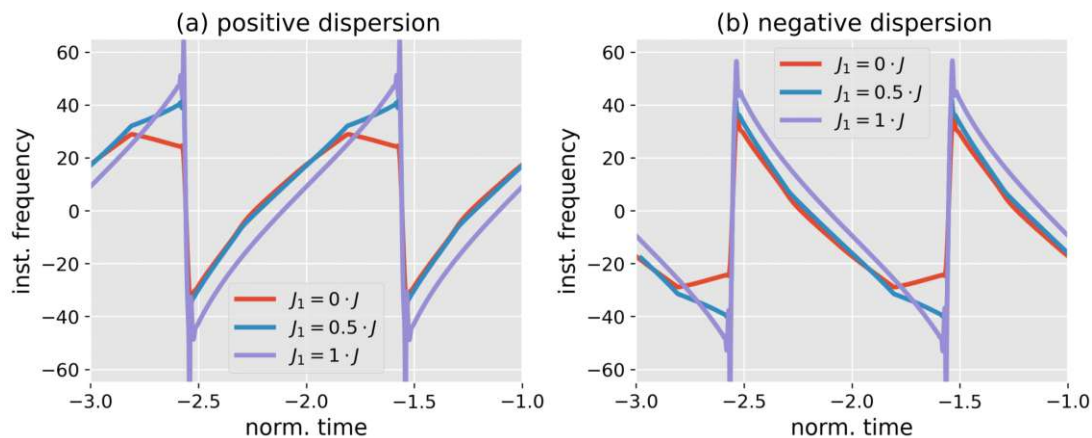 (a) positive dispersion
60
40
20
0
−20
−40
−60
inst. frequency
J₁ = 0 · J
J₁ = 0.5 · J
J₁ = 1 · J
−3.0 −2.5 −2.0 −1.5 −1.0
norm. time
(b) negative dispersion
60
40
20
0
−20
−40
−60
inst. frequency
J₁ = 0 · J
J₁ = 0.5 · J
J₁ = 1 · J
−3.0 −2.5 −2.0 −1.5 −1.0
norm. time